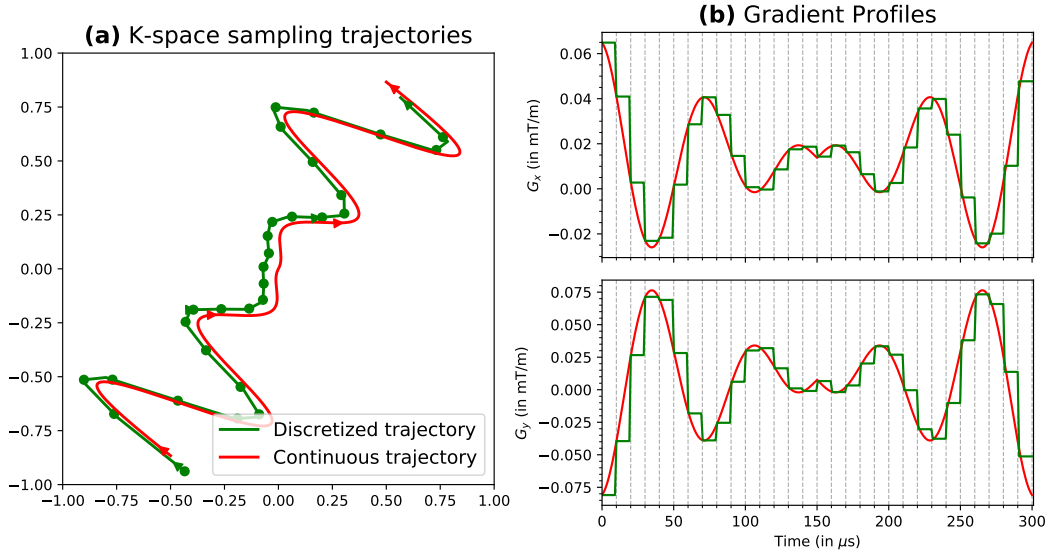 (a) K-space sampling trajectories
1.00
0.75
0.50
0.25
0.00
−0.25
−0.50
−0.75
−1.00
−1.00 −0.75 −0.50 −0.25 0.00 0.25 0.50 0.75 1.00
Discretized trajectory
Continuous trajectory
(b) Gradient Profiles
0.06
0.04
0.02
0.00
−0.02
Gx (in mT/m)
0.075
0.050
0.025
0.000
−0.025
−0.050
−0.075
Gy (in mT/m)
0 50 100 150 200 250 300
Time (in μs)